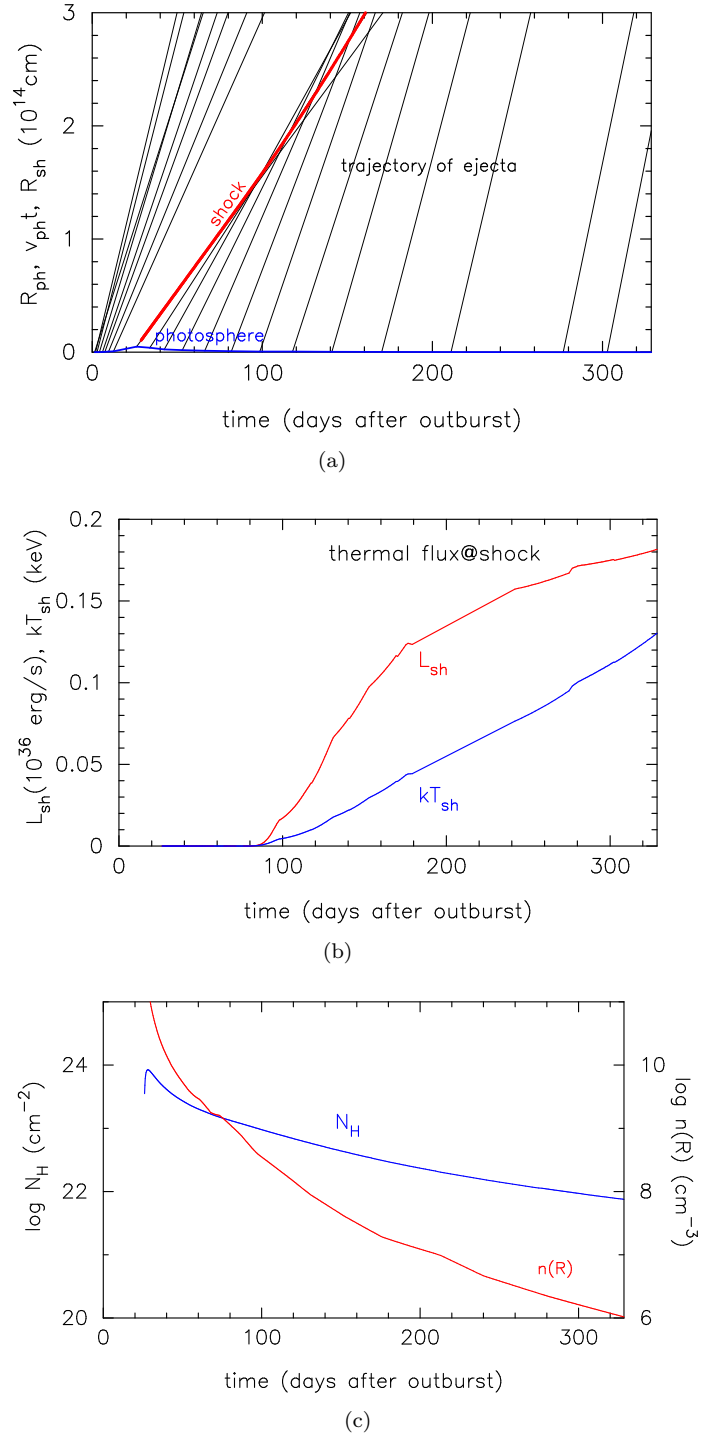 3
2
1
0
R_ph, v_ph t, R_sh (10^14 cm)
shock
trajectory of ejecta
photosphere
0 100 200 300
time (days after outburst)
(a)
0.2
0.15
0.1
0.05
0
L_sh(10^36 erg/s), kT_sh (keV)
thermal flux@shock
L_sh
kT_sh
0 100 200 300
time (days after outburst)
(b)
24
22
20
log N_H (cm^-2)
N_H
n(R)
10
8
6
log n(R) (cm^-3)
0 100 200 300
time (days after outburst)
(c)